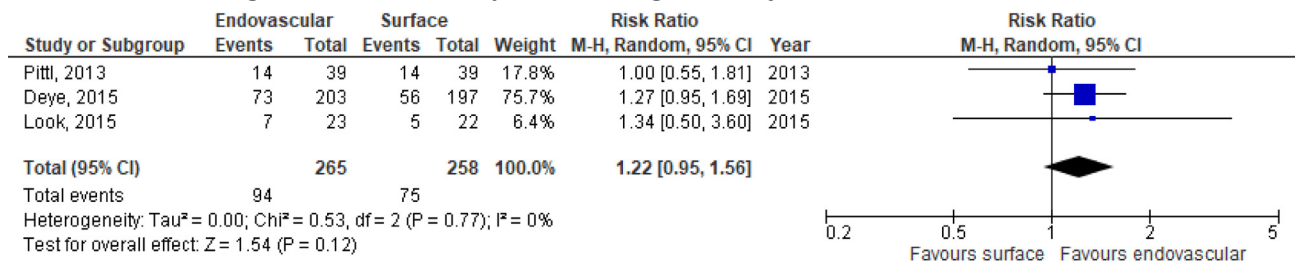 Endovascular Surface Risk Ratio Risk Ratio
Study or Subgroup Events Total Events Total Weight M-H, Random, 95% CI Year M-H, Random, 95% CI
Pittl, 2013 14 39 14 39 17.8% 1.00 [0.55, 1.81] 2013
Deye, 2015 73 203 56 197 75.7% 1.27 [0.95, 1.69] 2015
Look, 2015 7 23 5 22 6.4% 1.34 [0.50, 3.60] 2015
Total (95% CI) 265 258 100.0% 1.22 [0.95, 1.56]
Total events 94 75
Heterogeneity: Tau² = 0.00; Chi² = 0.53, df = 2 (P = 0.77); I² = 0%
Test for overall effect: Z = 1.54 (P = 0.12)
0.2 0.5 1 2 5
Favours surface Favours endovascular